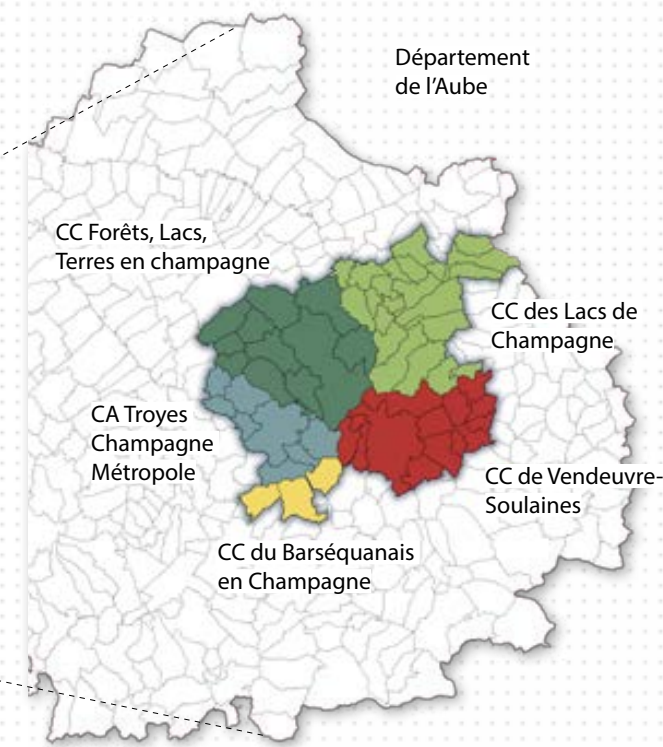 Département
de l'Aube
CC Forêts, Lacs,
Terres en champagne
CC des Lacs de
Champagne
CA Troyes
Champagne
Métropole
CC de Vendeuvre-
Soulaines
CC du Barséquanais
en Champagne